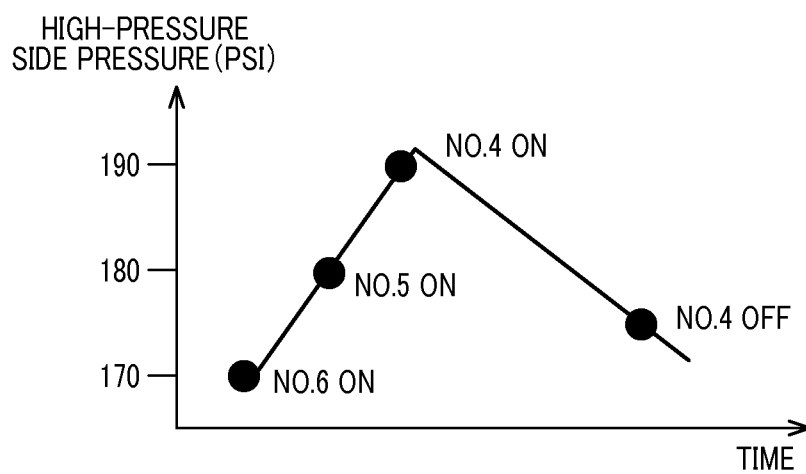 HIGH-PRESSURE
SIDE PRESSURE(PSI)
190
NO.4 ON
180
NO.5 ON
NO.4 OFF
170
NO.6 ON
TIME